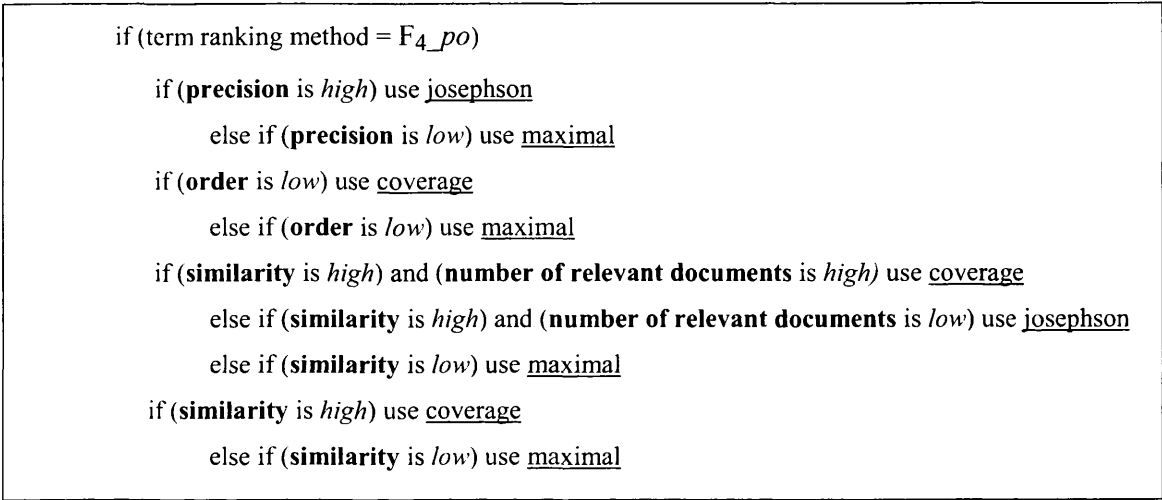 if (term ranking method = F4_po)
if (precision is high) use josephson
else if (precision is low) use maximal
if (order is low) use coverage
else if (order is low) use maximal
if (similarity is high) and (number of relevant documents is high) use coverage
else if (similarity is high) and (number of relevant documents is low) use josephson
else if (similarity is low) use maximal
if (similarity is high) use coverage
else if (similarity is low) use maximal